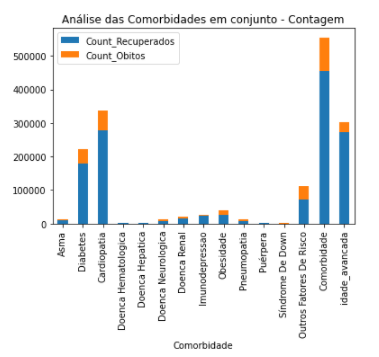 Análise das Comorbidades em conjunto - Contagem
Count_Recuperados
Count_Obitos
500000
400000
300000
200000
100000
0
Asma
Diabetes
Cardiopatia
Doenca Hematologica
Doenca Hepatica
Doenca Neurologica
Doenca Renal
Imunodepressao
Obesidade
Pneumopatia
Puérpera
Síndrome De Down
Outros Fatores De Risco
Comorbidade
idade_avancada
Comorbidade